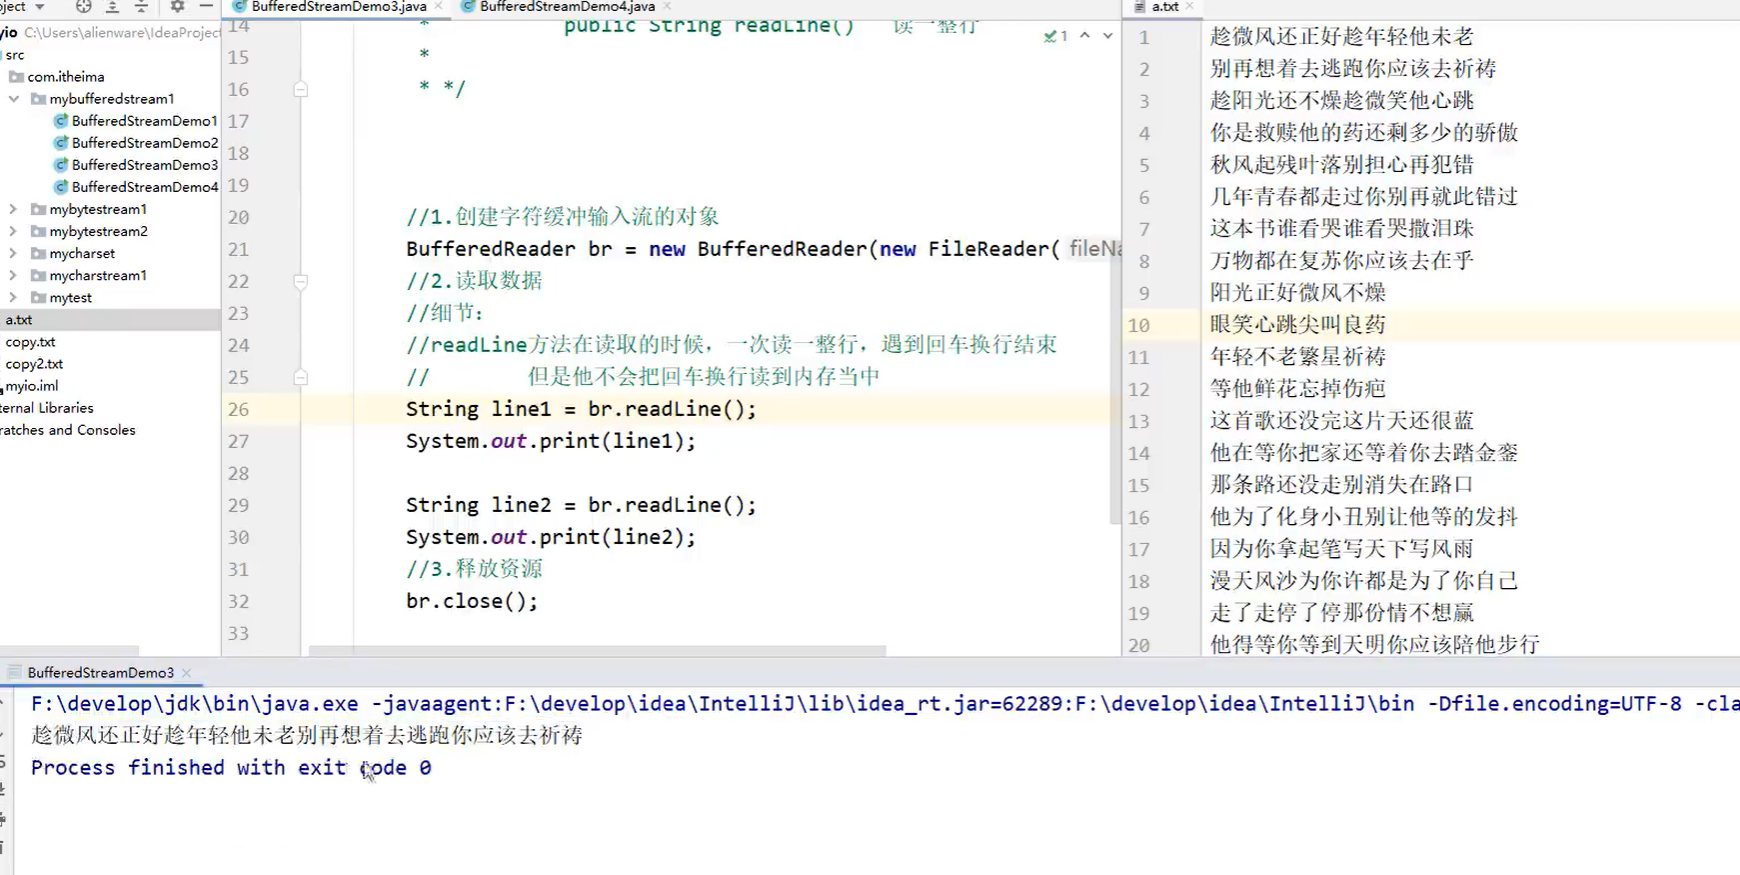 oject
BufferedStreamDemo3.java
BufferedStreamDemo4.java
a.txt
yio C:\Users\alienware\IdeaProject
src
com.itheima
mybufferedstream1
BufferedStreamDemo1
BufferedStreamDemo2
BufferedStreamDemo3
BufferedStreamDemo4
mybytestream1
mybytestream2
mycharset
mycharstream1
mytest
a.txt
copy.txt
copy2.txt
myio.iml
ternal Libraries
ratches and Consoles
14 * public String readLine() 读一整行
1
15 *
16 * */
17
18
19
20 //1.创建字符缓冲输入流的对象
21 BufferedReader br = new BufferedReader(new FileReader( fileNa
22 //2.读取数据
23 //细节:
24 //readLine方法在读取的时候，一次读一整行，遇到回车换行结束
25 // 但是他不会把回车换行读到内存当中
26 String line1 = br.readLine();
27 System.out.print(line1);
28
29 String line2 = br.readLine();
30 System.out.print(line2);
31 //3.释放资源
32 br.close();
33
1 趁微风还正好趁年轻他未老
2 别再想着去逃跑你应该去祈祷
3 趁阳光还不燥趁微笑他心跳
4 你是救赎他的药还剩多少的骄傲
5 秋风起残叶落别担心再犯错
6 几年青春都走过你别再就此错过
7 这本书谁看哭谁看哭撒泪珠
8 万物都在复苏你应该去在乎
9 阳光正好微风不燥
10 眼笑心跳尖叫良药
11 年轻不老繁星祈祷
12 等他鲜花忘掉伤疤
13 这首歌还没完这片天还很蓝
14 他在等你把家还等着你去踏金銮
15 那条路还没走别消失在路口
16 他为了化身小丑别让他等的发抖
17 因为你拿起笔写天下写风雨
18 漫天风沙为你许都是为了你自己
19 走了走停了停那份情不想赢
20 他得等你等到天明你应该陪他步行
BufferedStreamDemo3
F:\develop\jdk\bin\java.exe -javaagent:F:\develop\idea\IntelliJ\lib\idea_rt.jar=62289:F:\develop\idea\IntelliJ\bin -Dfile.encoding=UTF-8 -cla
趁微风还正好趁年轻他未老别再想着去逃跑你应该去祈祷
Process finished with exit code 0